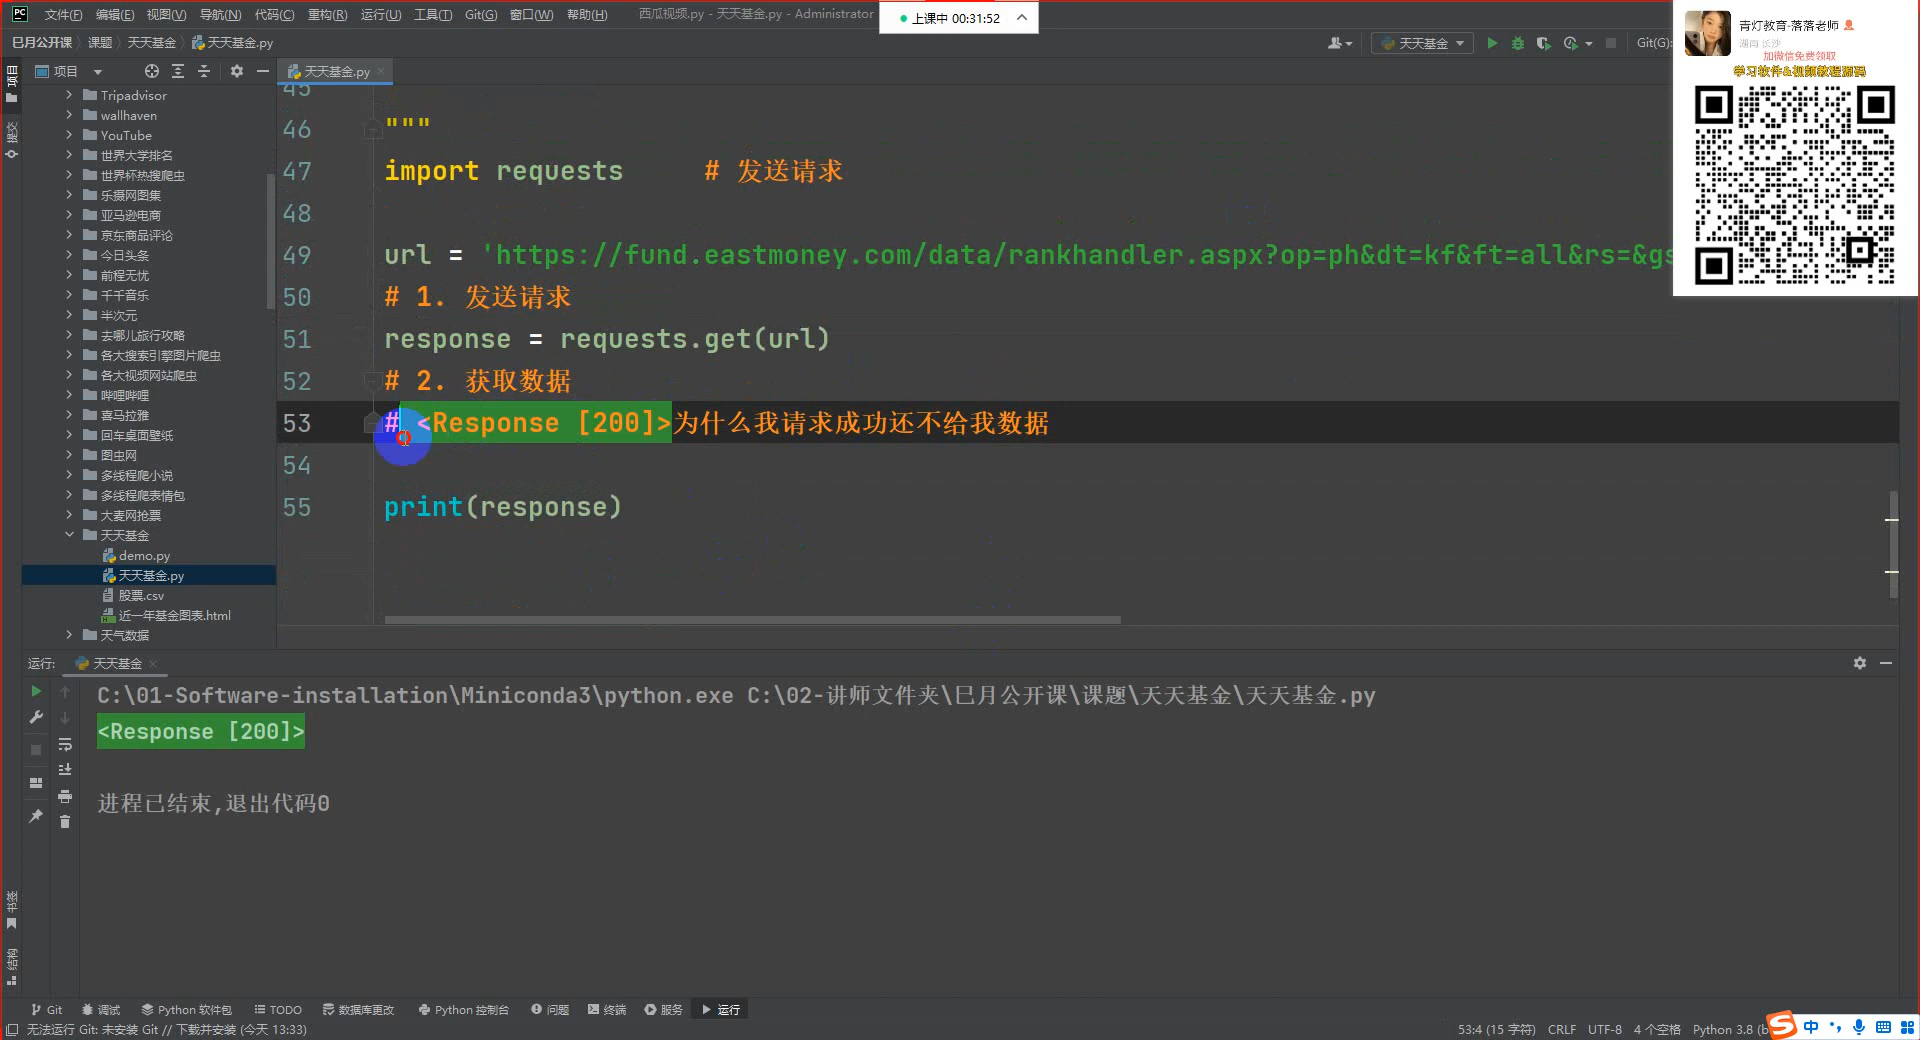 PC 文件(F) 编辑(E) 视图(V) 导航(N) 代码(C) 重构(R) 运行(U) 工具(T) Git(G) 窗口(W) 帮助(H) 西瓜视频.py - 天天基金.py - Administrator
上课中 00:31:52
青灯教育-落落老师
湖南 长沙
加微信免费领取
学习软件&视频教程源码
巳月公开课 课题 天天基金 天天基金.py
天天基金 Git(G):
项目
天天基金.py
项目
提交
Tripadvisor
wallhaven
YouTube
世界大学排名
世界杯热搜爬虫
乐摄网图集
亚马逊电商
京东商品评论
今日头条
前程无忧
千千音乐
半次元
去哪儿旅行攻略
各大搜索引擎图片爬虫
各大视频网站爬虫
哔哩哔哩
喜马拉雅
回车桌面壁纸
图虫网
多线程爬小说
多线程爬表情包
大麦网抢票
天天基金
demo.py
天天基金.py
股票.csv
近一年基金图表.html
天气数据
45
46 """
47 import requests # 发送请求
48
49 url = 'https://fund.eastmoney.com/data/rankhandler.aspx?op=ph&dt=kf&ft=all&rs=&gs
50 # 1. 发送请求
51 response = requests.get(url)
52 # 2. 获取数据
53 # <Response [200]>为什么我请求成功还不给我数据
54
55 print(response)
运行: 天天基金
C:\01-Software-installation\Miniconda3\python.exe C:\02-讲师文件夹\巳月公开课\课题\天天基金\天天基金.py
<Response [200]>
进程已结束,退出代码0
书签
结构
Git 调试 Python 软件包 TODO 数据库更改 Python 控制台 问题 终端 服务 运行
无法运行 Git: 未安装 Git // 下载并安装 (今天 13:33)
53:4 (15 字符) CRLF UTF-8 4 个空格 Python 3.8 (b
S 中